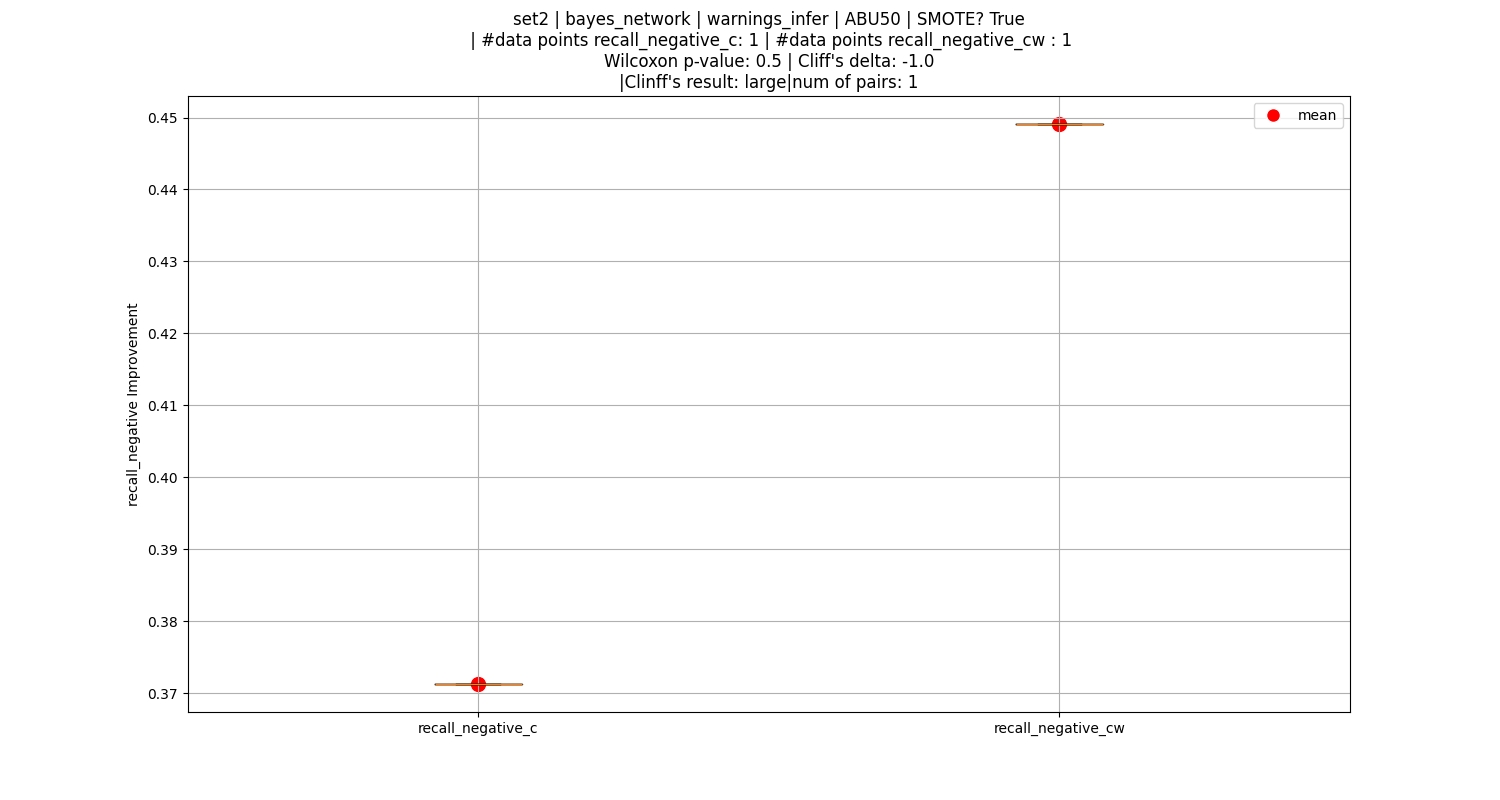 set2 | bayes_network | warnings_infer | ABU50 | SMOTE? True
| #data points recall_negative_c: 1 | #data points recall_negative_cw : 1
Wilcoxon p-value: 0.5 | Cliff's delta: -1.0
|Clinff's result: large|num of pairs: 1
mean
0.45
0.44
0.43
0.42
0.41
0.40
0.39
0.38
0.37
recall_negative Improvement
recall_negative_c
recall_negative_cw